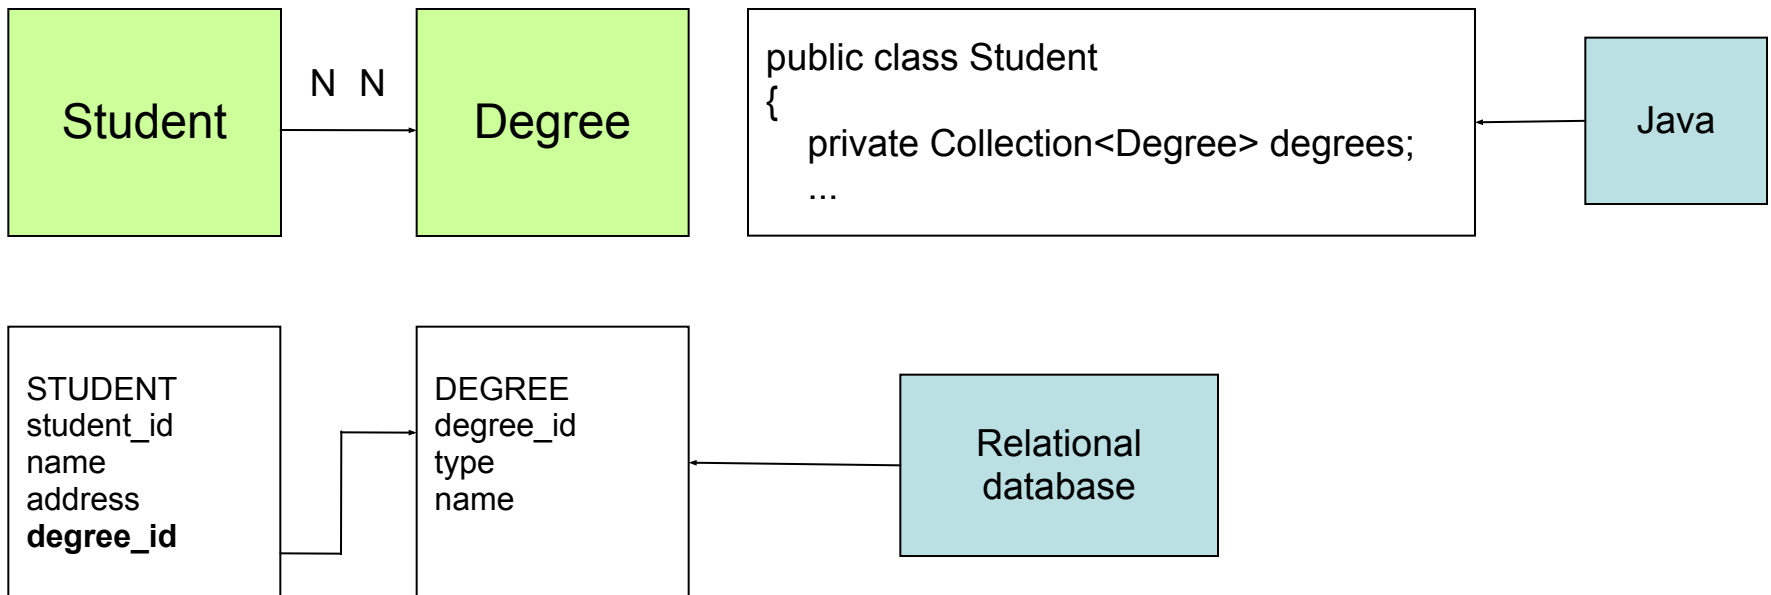 Student
N N
Degree
public class Student
{
private Collection<Degree> degrees;
...
Java
STUDENT
student_id
name
address
degree_id
DEGREE
degree_id
type
name
Relational
database